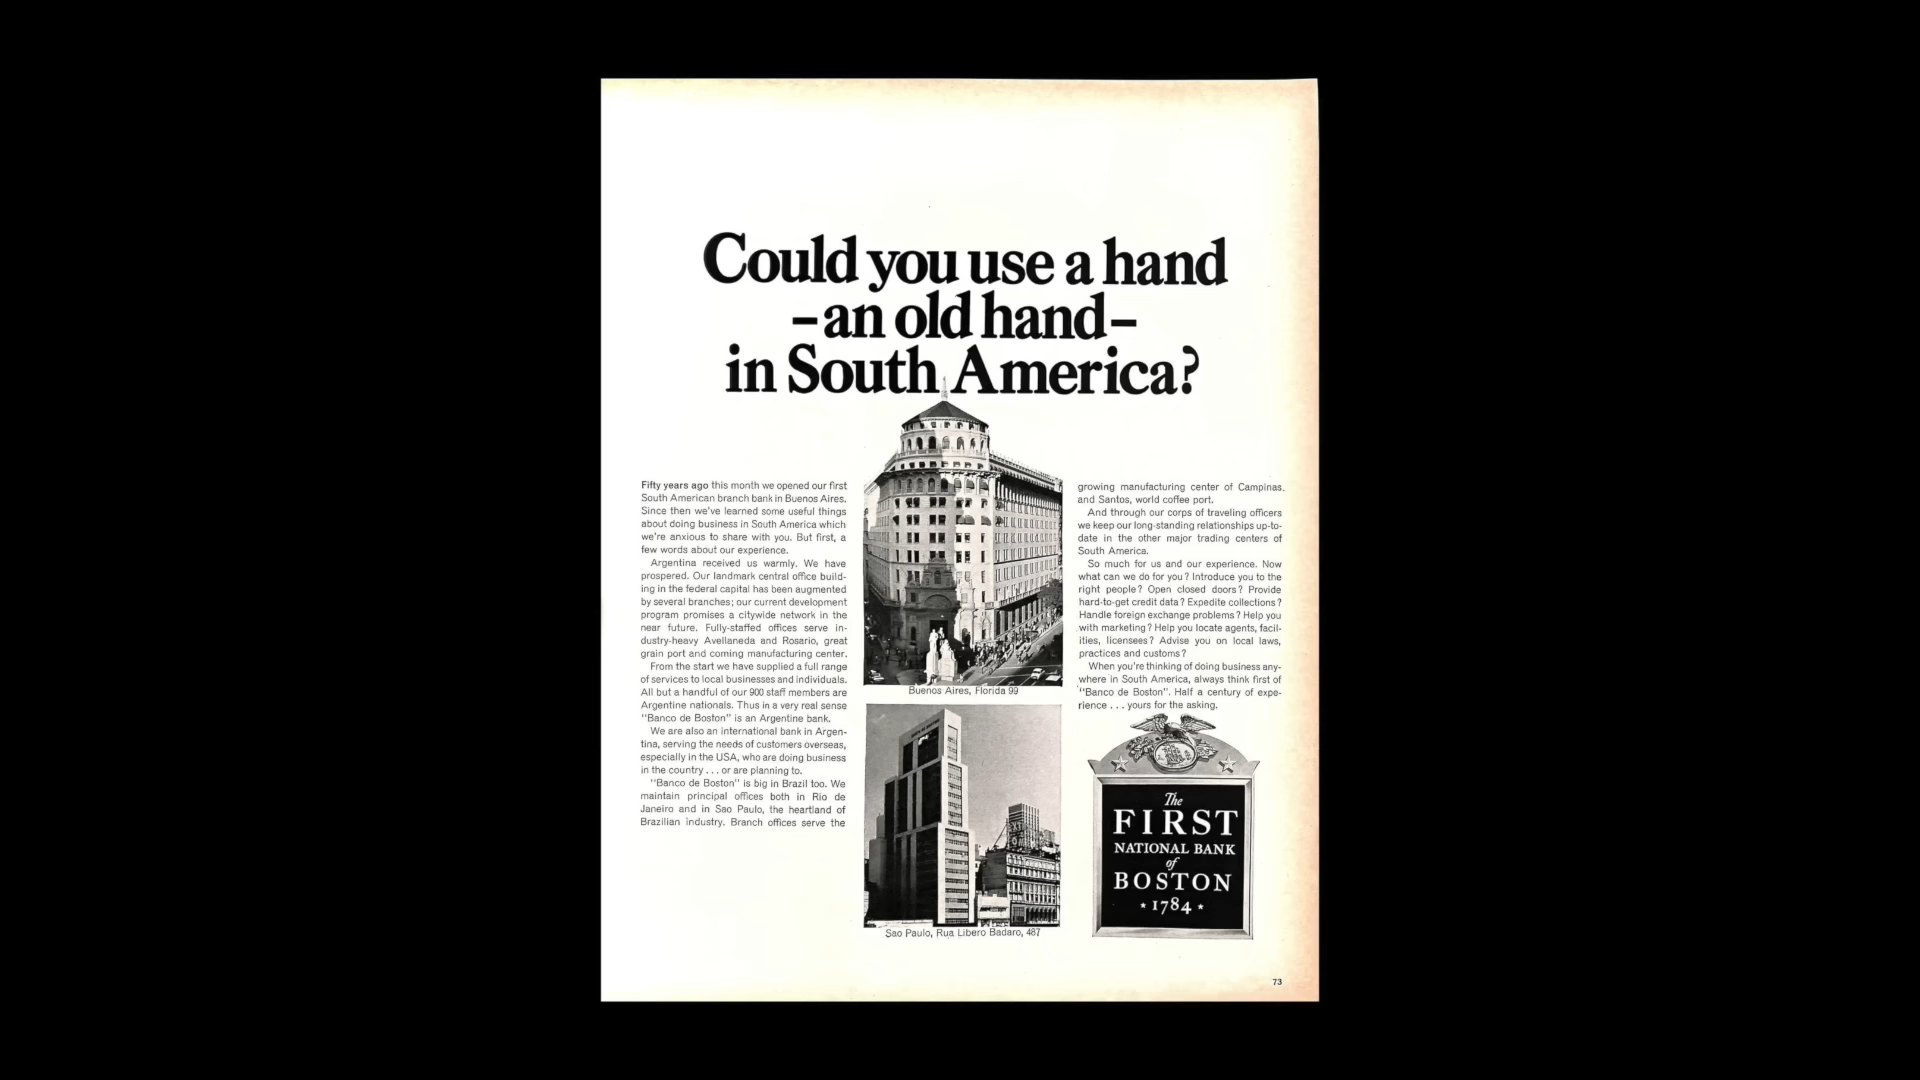 Could you use a hand
–an old hand–
in South America?
Fifty years ago this month we opened our first
South American branch bank in Buenos Aires.
Since then we've learned some useful things
about doing business in South America which
we're anxious to share with you. But first, a
few words about our experience.
Argentina received us warmly. We have
prospered. Our landmark central office build-
ing in the federal capital has been augmented
by several branches; our current development
program promises a citywide network in the
near future. Fully-staffed offices serve in-
dustry-heavy Avellaneda and Rosario, great
grain port and coming manufacturing center.
From the start we have supplied a full range
of services to local businesses and individuals.
All but a handful of our 900 staff members are
Argentine nationals. Thus in a very real sense
"Banco de Boston" is an Argentine bank.
We are also an international bank in Argen-
tina, serving the needs of customers overseas,
especially in the USA, who are doing business
in the country . . . or are planning to.
"Banco de Boston" is big in Brazil too. We
maintain principal offices both in Rio de
Janeiro and in Sao Paulo, the heartland of
Brazilian industry. Branch offices serve the
Buenos Aires, Florida 99
Sao Paulo, Rua Libero Badaro, 487
growing manufacturing center of Campinas,
and Santos, world coffee port.
And through our corps of traveling officers
we keep our long-standing relationships up-to-
date in the other major trading centers of
South America.
So much for us and our experience. Now
what can we do for you? Introduce you to the
right people? Open closed doors? Provide
hard-to-get credit data? Expedite collections?
Handle foreign exchange problems? Help you
with marketing? Help you locate agents, facil-
ities, licensees? Advise you on local laws,
practices and customs?
When you're thinking of doing business any-
where in South America, always think first of
"Banco de Boston". Half a century of expe-
rience . . . yours for the asking.
The
FIRST
NATIONAL BANK
of
BOSTON
* 1784 *
73